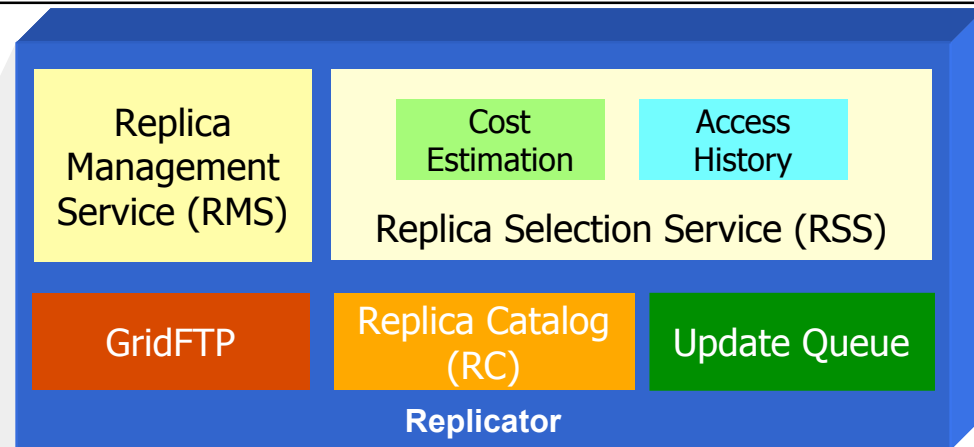 Replica
Management
Service (RMS)
Cost
Estimation
Access
History
Replica Selection Service (RSS)
GridFTP
Replica Catalog
(RC)
Update Queue
Replicator